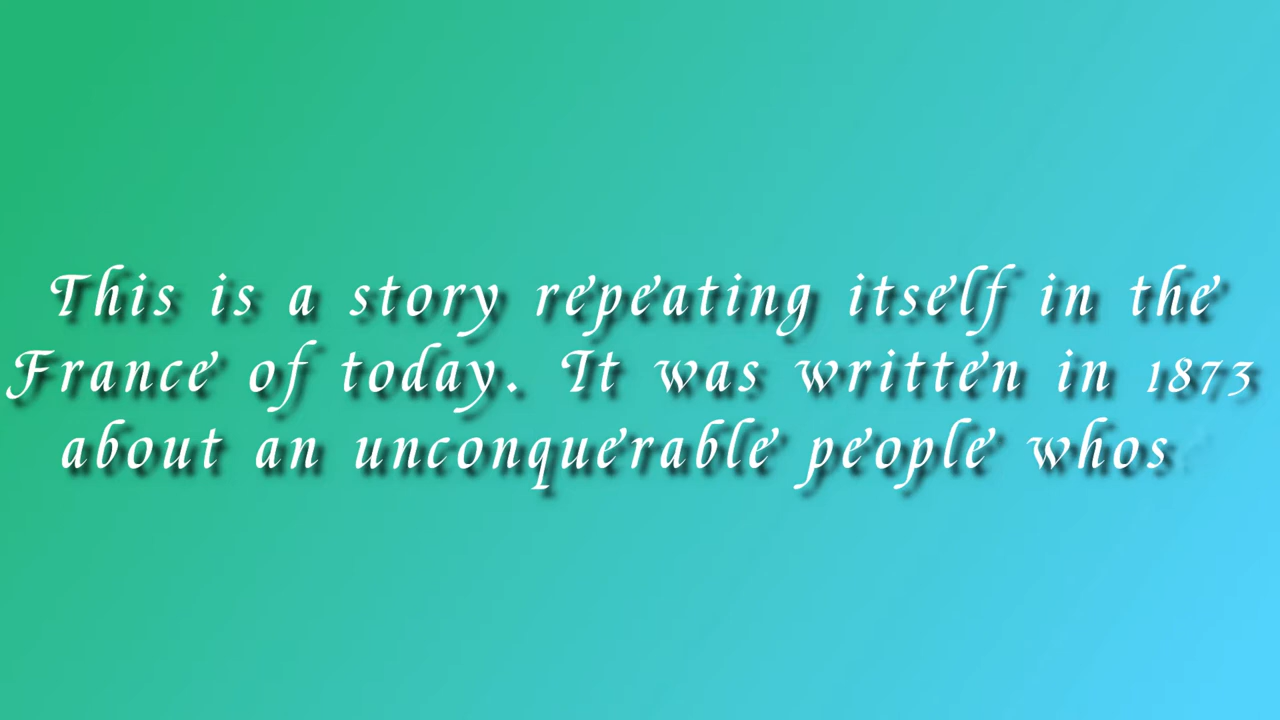 This is a story repeating itself in the
France of today. It was written in 1873
about an unconquerable people whos